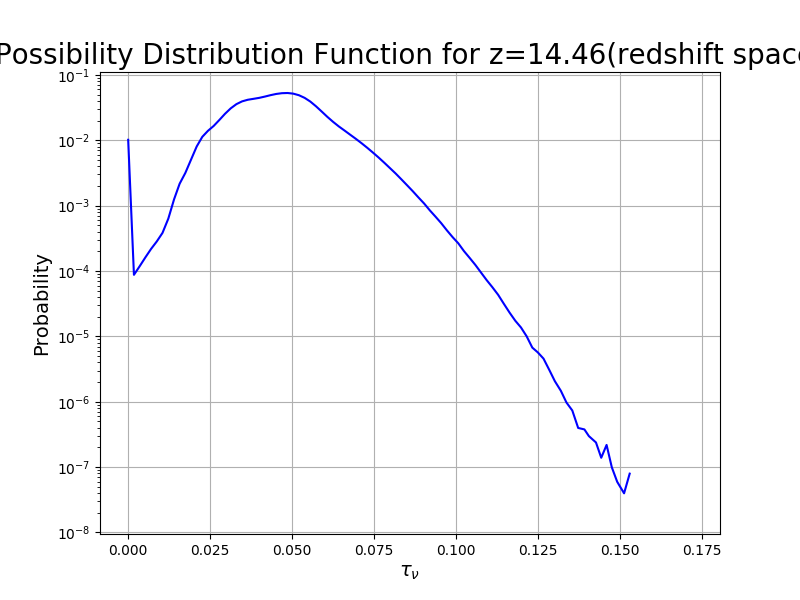 Possibility Distribution Function for z=14.46(redshift space
10⁻¹
10⁻²
10⁻³
10⁻⁴
10⁻⁵
10⁻⁶
10⁻⁷
10⁻⁸
Probability
0.000 0.025 0.050 0.075 0.100 0.125 0.150 0.175
τν